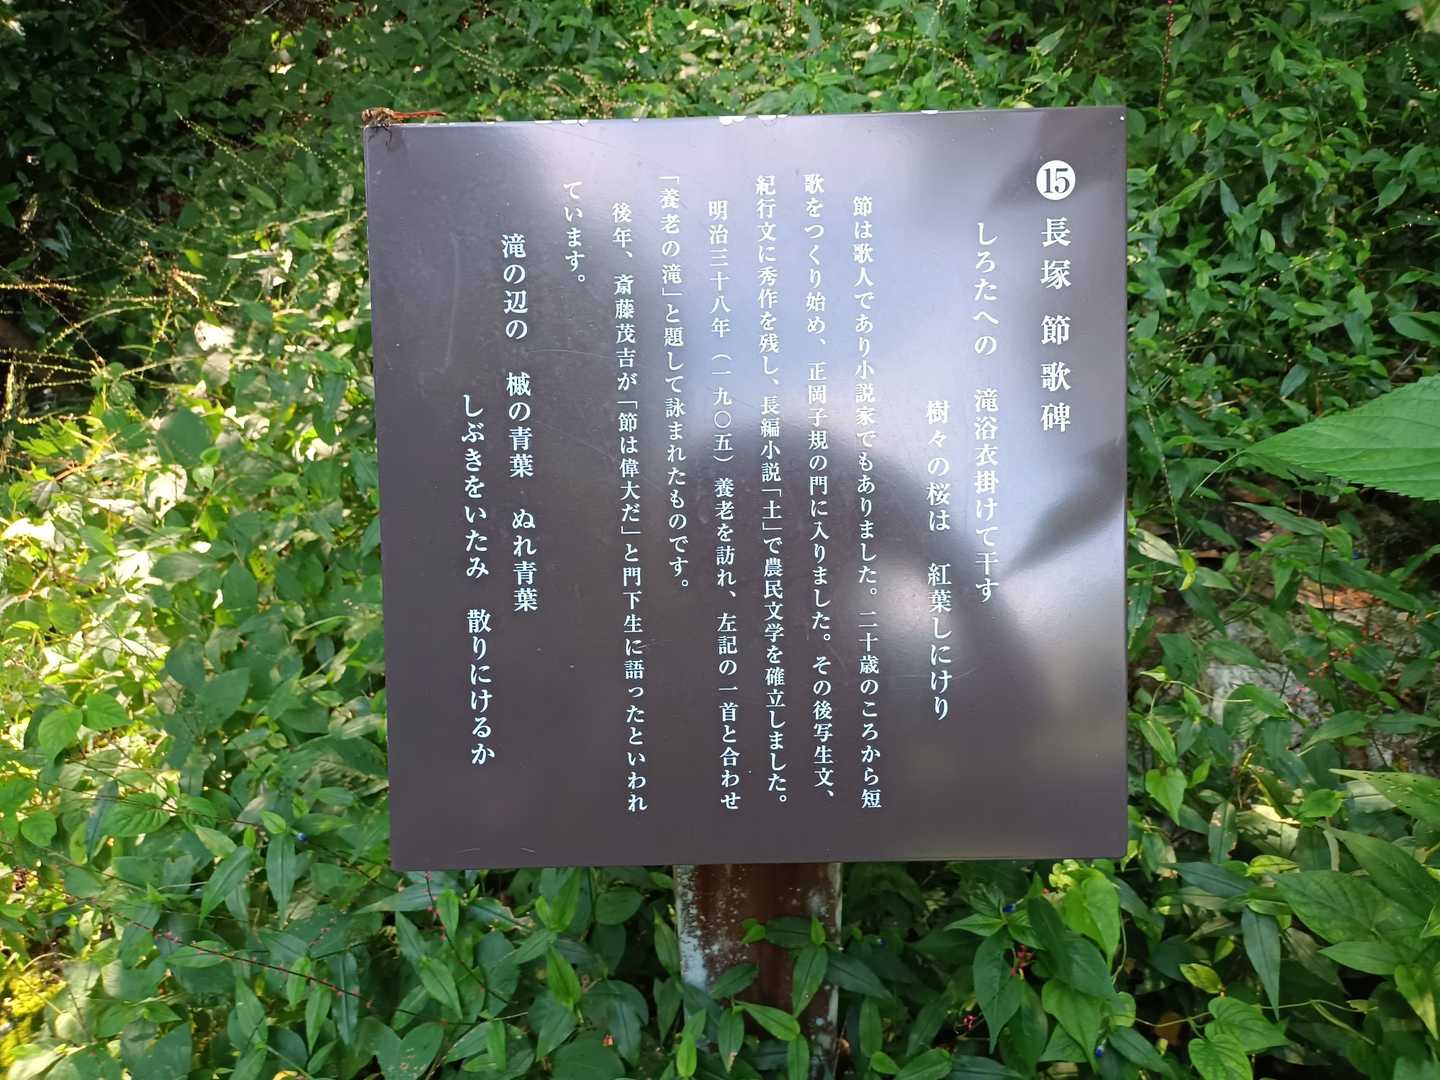 ⓯ 長塚 節 歌碑
しろたへの 滝浴衣掛けて干す
樹々の桜は 紅葉しにけり
節は歌人であり小説家でもありました。二十歳のころから短
歌をつくり始め、正岡子規の門に入りました。その後写生文、
紀行文に秀作を残し、長編小説「土」で農民文学を確立しました。
明治三十八年（一九〇五）養老を訪れ、左記の一首と合わせ
「養老の滝」と題して詠まれたものです。
後年、斎藤茂吉が「節は偉大だ」と門下生に語ったといわれ
ています。
滝の辺の 槭の青葉 ぬれ青葉
しぶきをいたみ 散りにけるか